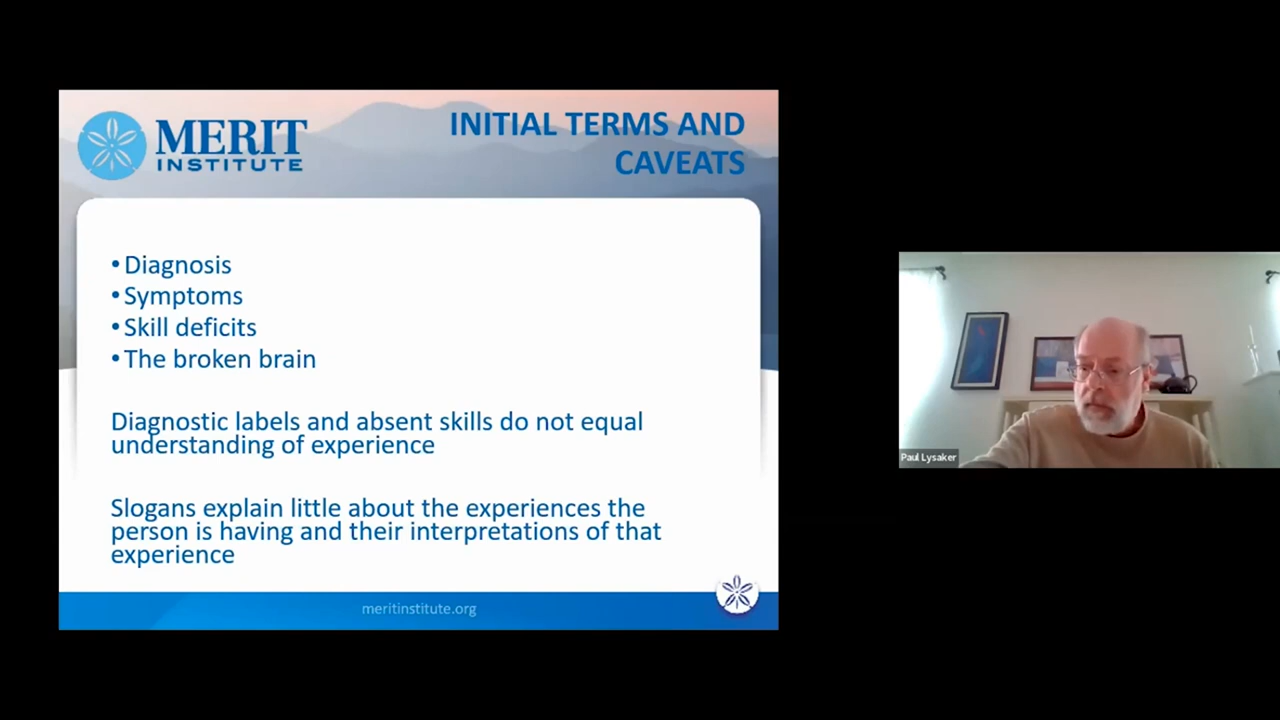 MERIT
INSTITUTE
INITIAL TERMS AND
CAVEATS
• Diagnosis
• Symptoms
• Skill deficits
• The broken brain
Diagnostic labels and absent skills do not equal
understanding of experience
Slogans explain little about the experiences the
person is having and their interpretations of that
experience
meritinstitute.org
Paul Lysaker